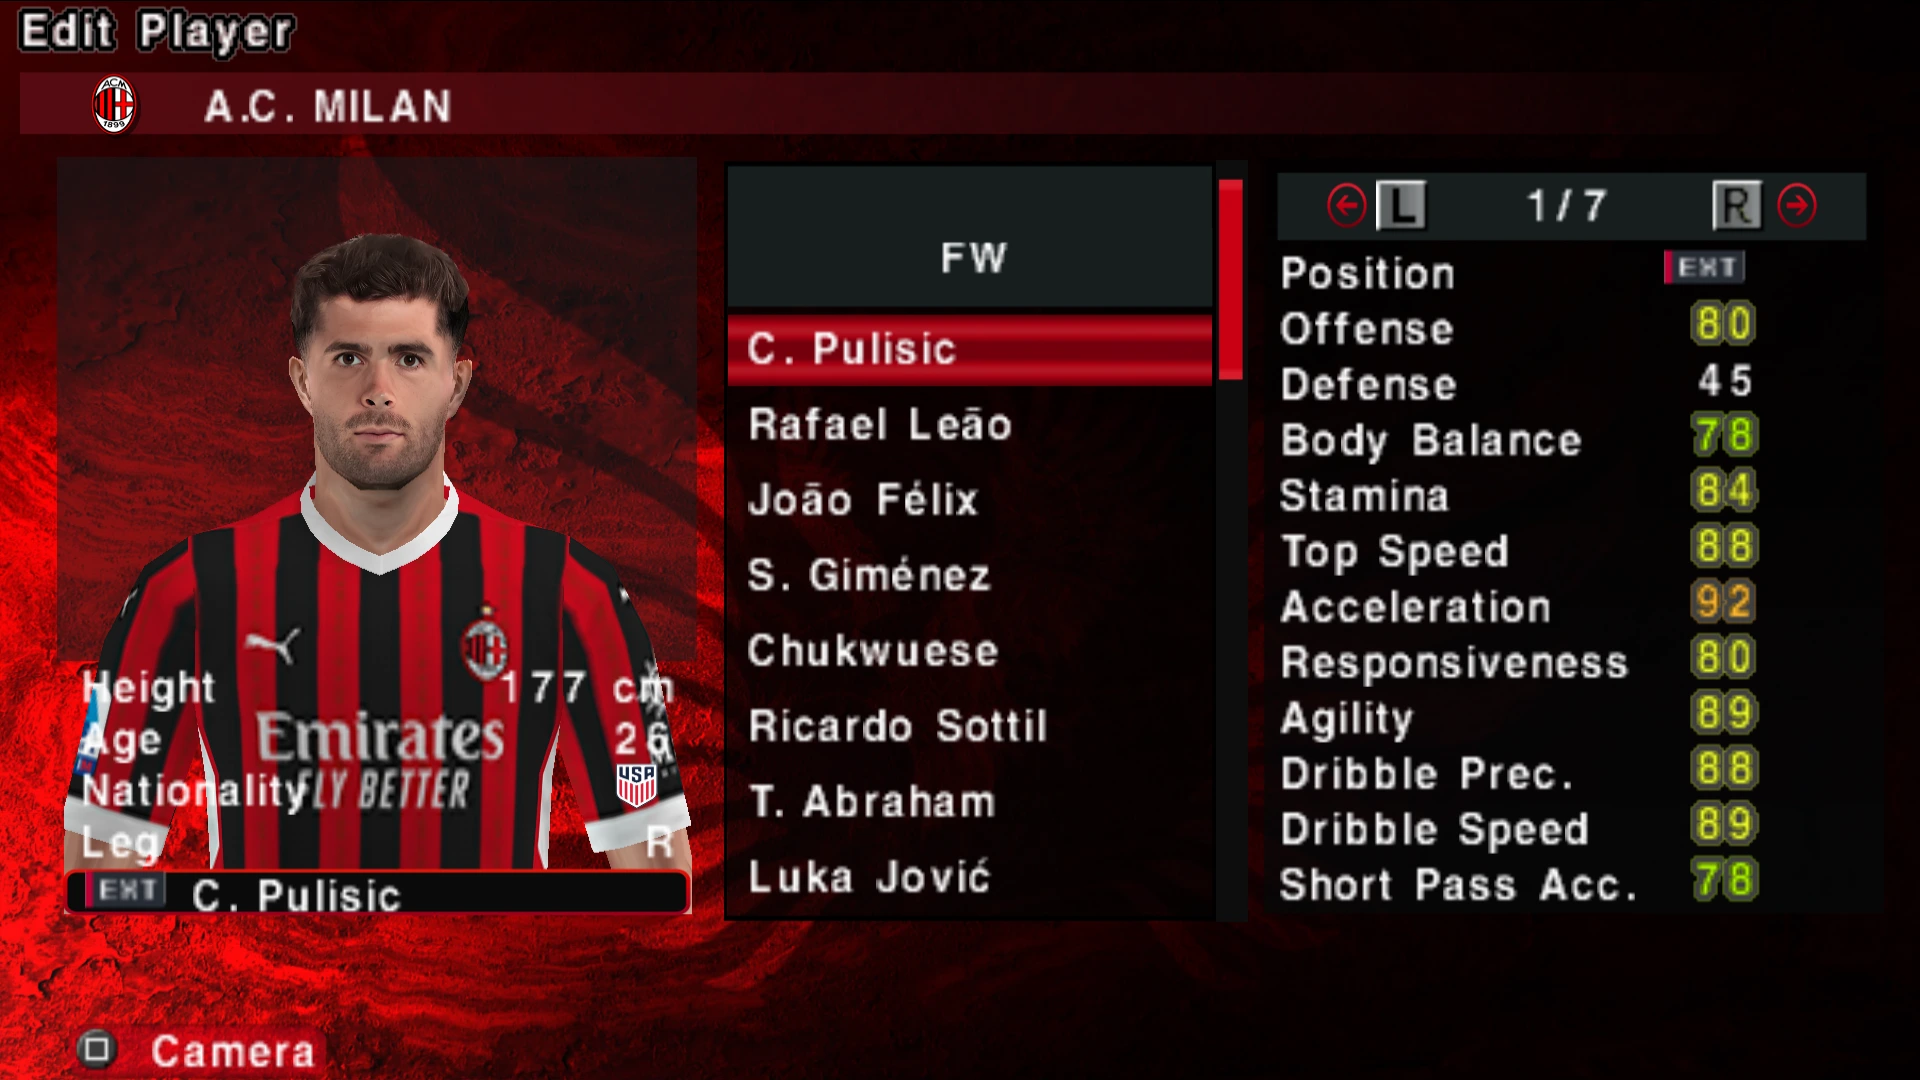 Edit Player
ACM
1899
A.C. MILAN
Height 177 cm
Age 26
Nationality USA
Leg R
Emirates
FLY BETTER
EXT C. Pulisic
FW
C. Pulisic
Rafael Leão
João Félix
S. Giménez
Chukwuese
Ricardo Sottil
T. Abraham
Luka Jović
L 1/7 R
Position EXT
Offense 80
Defense 45
Body Balance 78
Stamina 84
Top Speed 88
Acceleration 92
Responsiveness 80
Agility 89
Dribble Prec. 88
Dribble Speed 89
Short Pass Acc. 78
Camera